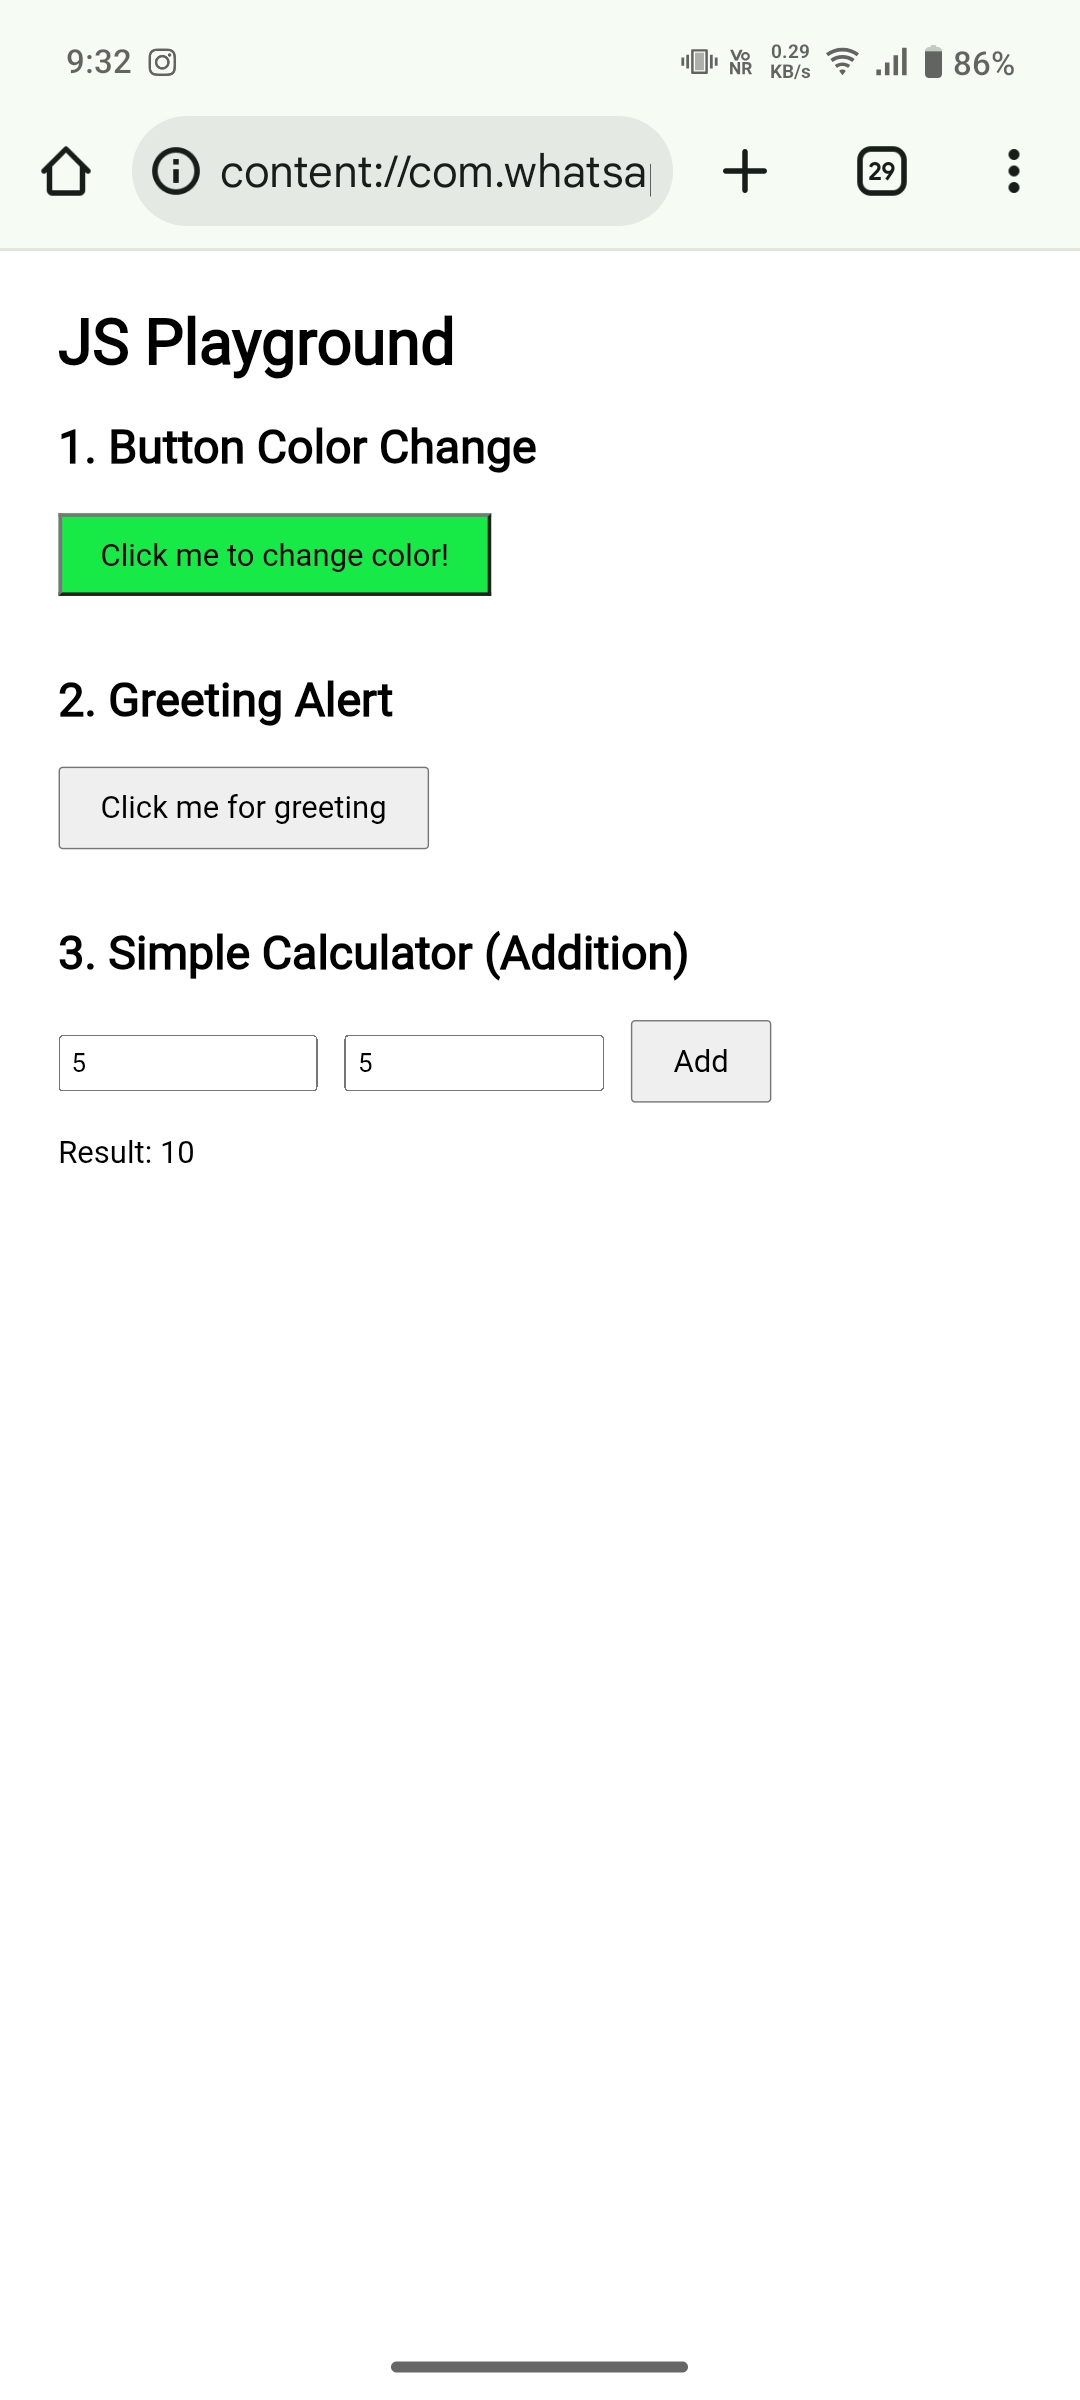 9:32
Vo NR
0.29 KB/s
86%
content://com.whatsa
29
JS Playground
1. Button Color Change
Click me to change color!
2. Greeting Alert
Click me for greeting
3. Simple Calculator (Addition)
5 5 Add
Result: 10